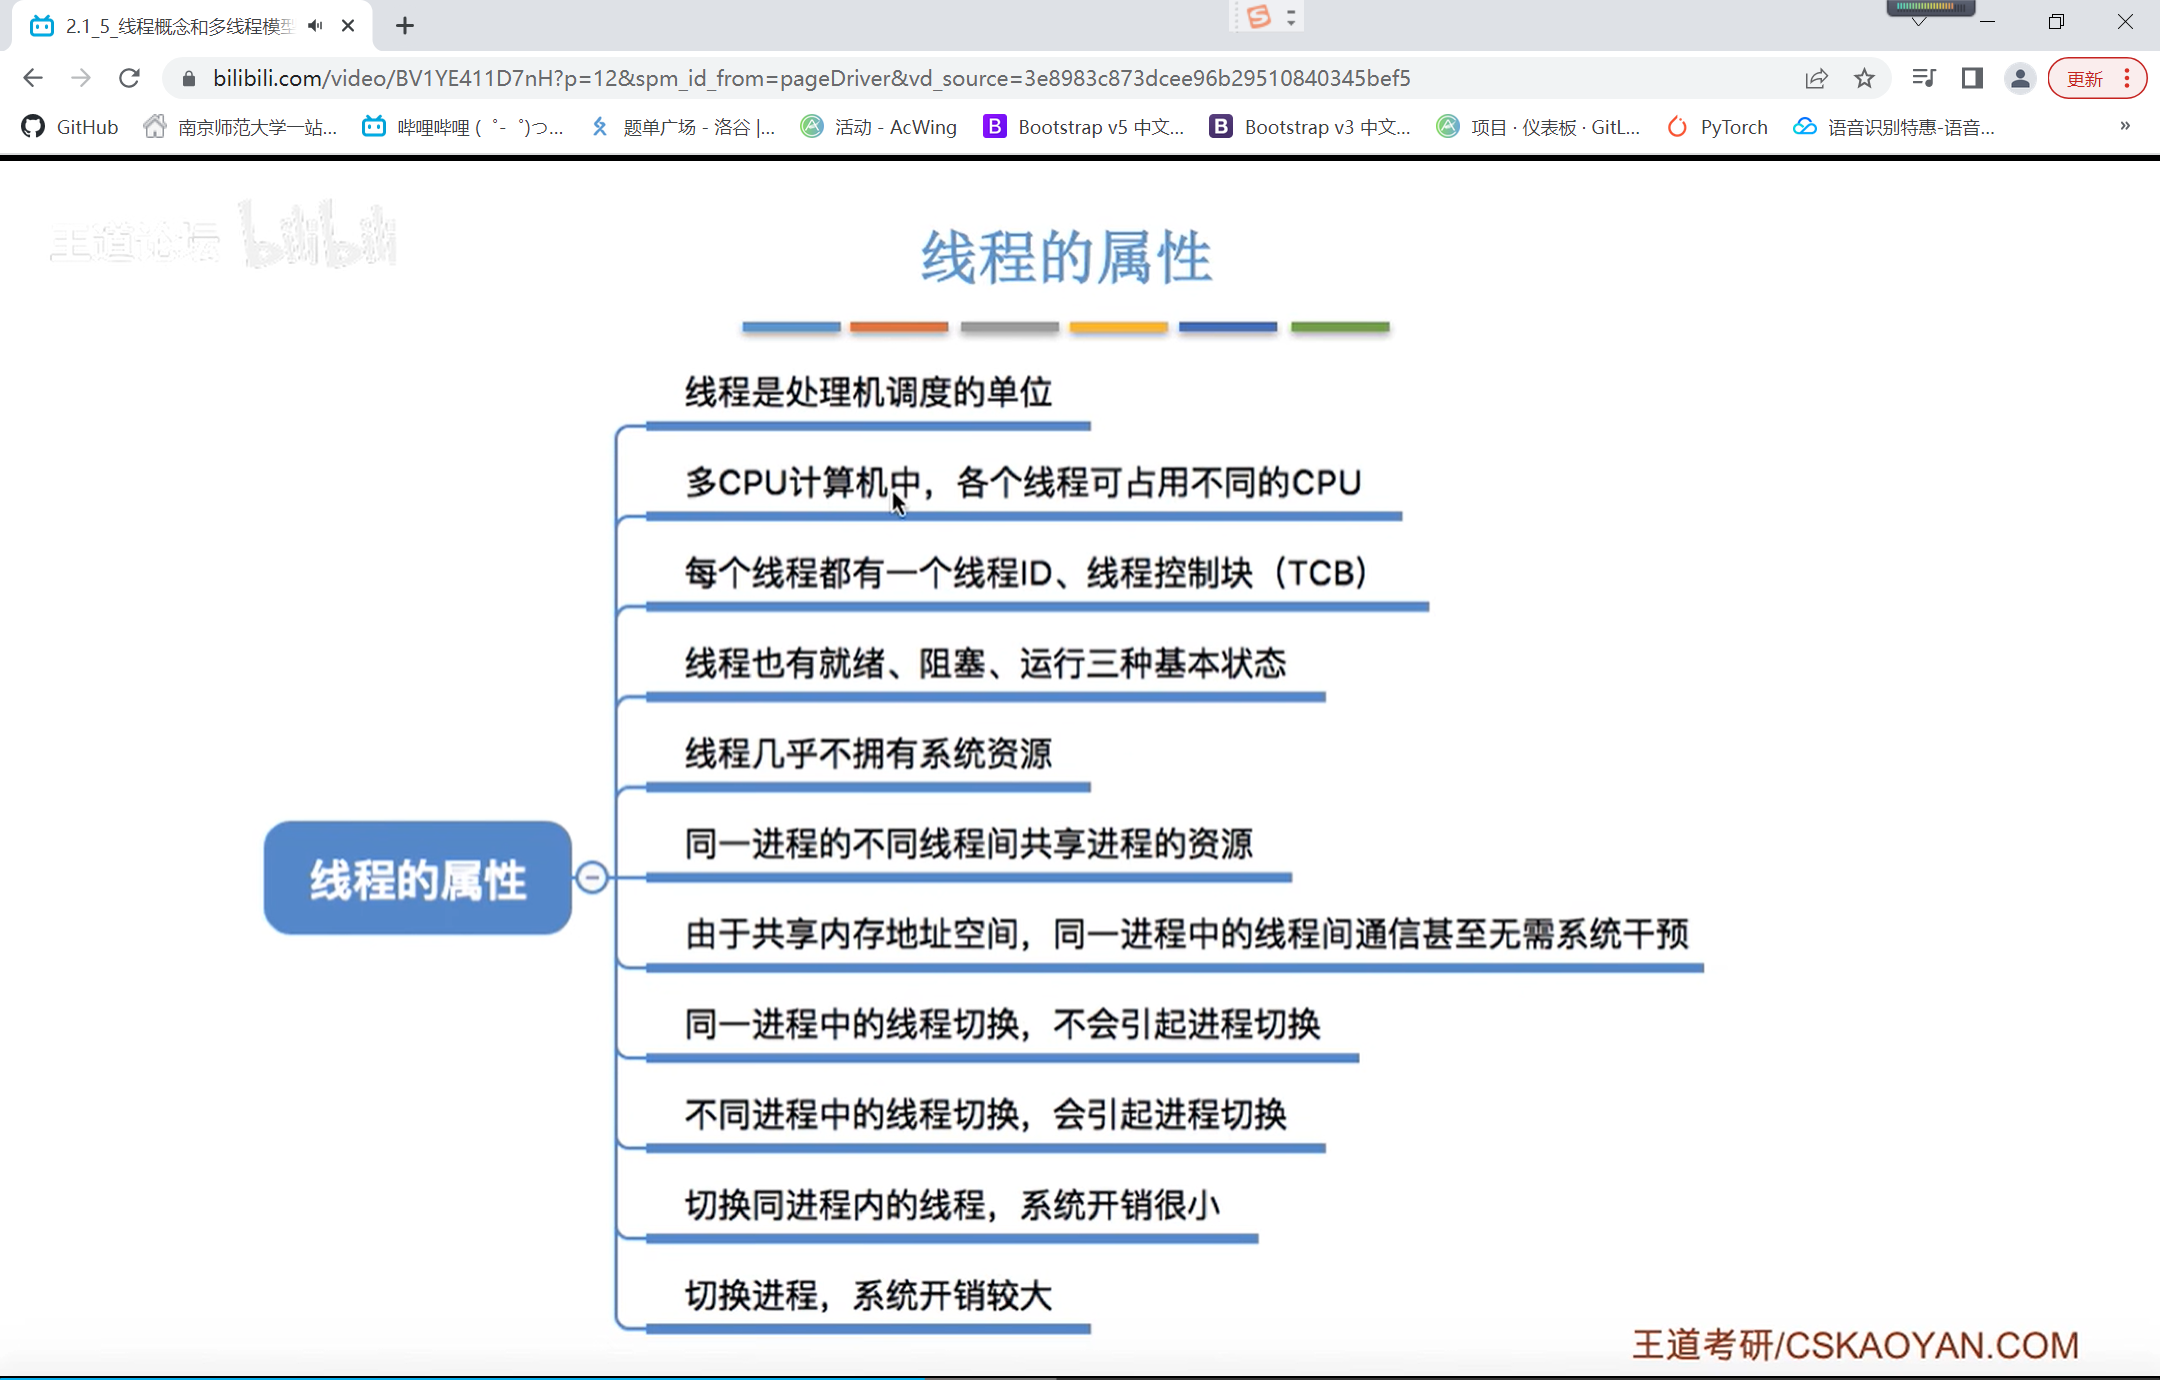 2.1_5_线程概念和多线程模型
bilibili.com/video/BV1YE411D7nH?p=12&spm_id_from=pageDriver&vd_source=3e8983c873dcee96b29510840345bef5
更新
GitHub
南京师范大学一站...
哔哩哔哩 (゜-゜)つ...
题单广场 - 洛谷 |...
活动 - AcWing
Bootstrap v5 中文...
Bootstrap v3 中文...
项目 · 仪表板 · GitL...
PyTorch
语音识别特惠-语音...
»
王道论坛 bilibili
线程的属性
线程是处理机调度的单位
多CPU计算机中，各个线程可占用不同的CPU
每个线程都有一个线程ID、线程控制块（TCB）
线程也有就绪、阻塞、运行三种基本状态
线程几乎不拥有系统资源
同一进程的不同线程间共享进程的资源
线程的属性
由于共享内存地址空间，同一进程中的线程间通信甚至无需系统干预
同一进程中的线程切换，不会引起进程切换
不同进程中的线程切换，会引起进程切换
切换同进程内的线程，系统开销很小
切换进程，系统开销较大
王道考研/CSKAOYAN.COM